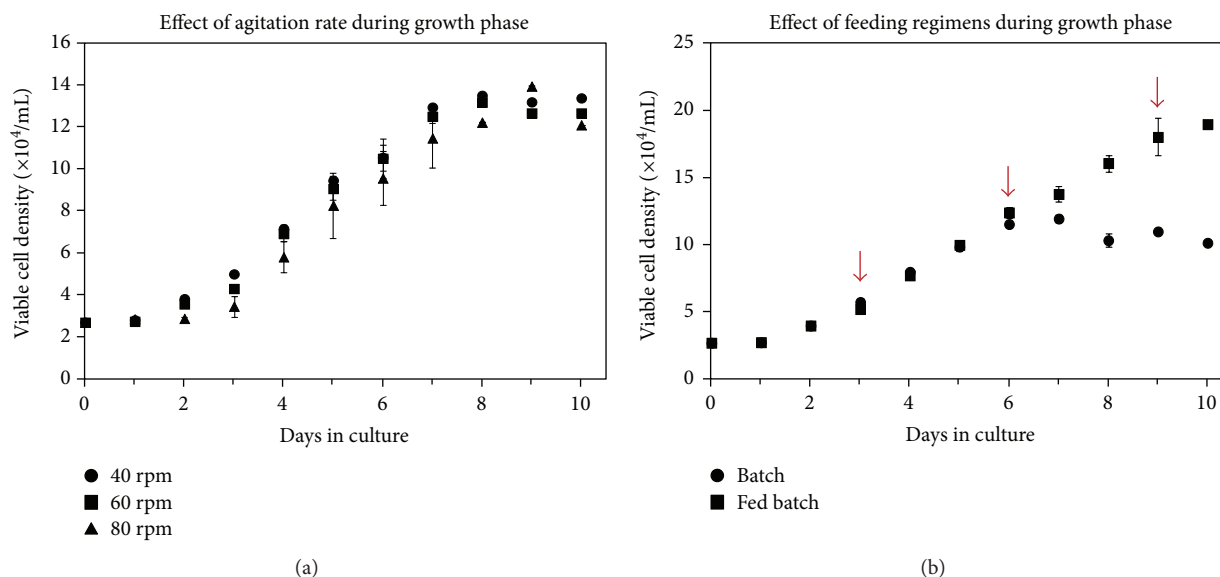 Effect of agitation rate during growth phase
16
14
12
10
8
6
4
2
0
Viable cell density (×10⁴/mL)
0 2 4 6 8 10
Days in culture
40 rpm
60 rpm
80 rpm
(a)
Effect of feeding regimens during growth phase
25
20
15
10
5
0
Viable cell density (×10⁴/mL)
0 2 4 6 8 10
Days in culture
Batch
Fed batch
(b)